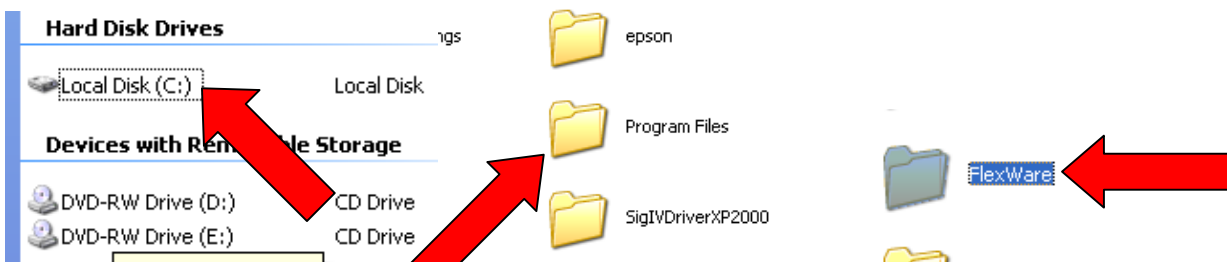 Hard Disk Drives
Local Disk (C:)
Local Disk
Devices with Rem ble Storage
DVD-RW Drive (D:)
CD Drive
DVD-RW Drive (E:)
CD Drive
ngs
epson
Program Files
SigIVDriverXP2000
FlexWare